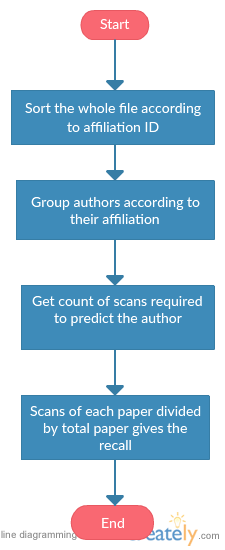 Start
Sort the whole file according
to affiliation ID
Group authors according to
their affiliation
Get count of scans required
to predict the author
Scans of each paper divided
by total paper gives the
recall
End
line diagramming
eately.com